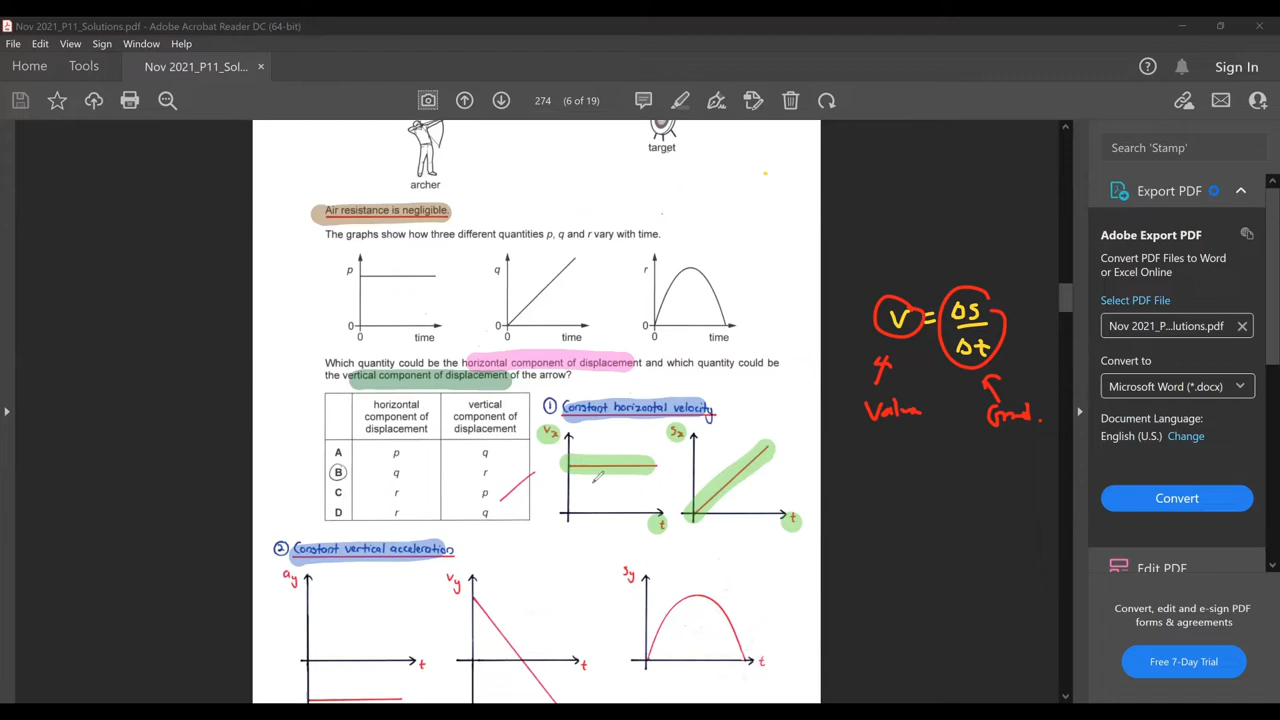 Nov 2021_P11_Solutions.pdf - Adobe Acrobat Reader DC (64-bit)
File Edit View Sign Window Help
Home Tools Nov 2021_P11_Sol... ×
Sign In
274 (6 of 19)
archer
target
Air resistance is negligible.
The graphs show how three different quantities p, q and r vary with time.
p
0
0
time
q
0
0
time
r
0
0
time
Which quantity could be the horizontal component of displacement and which quantity could be
the vertical component of displacement of the arrow?
horizontal component of displacement
vertical component of displacement
A p q
B q r
C r p
D r q
① Constant horizontal velocity
vx
t
sx
t
② Constant vertical acceleration
ay
t
vy
t
sy
t
v = Δs
Δt
Value
Grad.
Search 'Stamp'
Export PDF
Adobe Export PDF
Convert PDF Files to Word
or Excel Online
Select PDF File
Nov 2021_P...lutions.pdf
Convert to
Microsoft Word (*.docx)
Document Language:
English (U.S.) Change
Convert
Edit PDF
Convert, edit and e-sign PDF
forms & agreements
Free 7-Day Trial